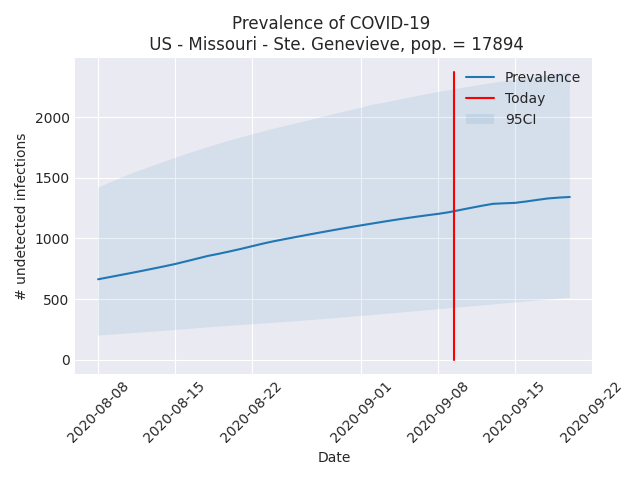 Prevalence of COVID-19
US - Missouri - Ste. Genevieve, pop. = 17894
Prevalence
Today
95CI
# undetected infections
2000
1500
1000
500
0
2020-08-08
2020-08-15
2020-08-22
2020-09-01
2020-09-08
2020-09-15
2020-09-22
Date